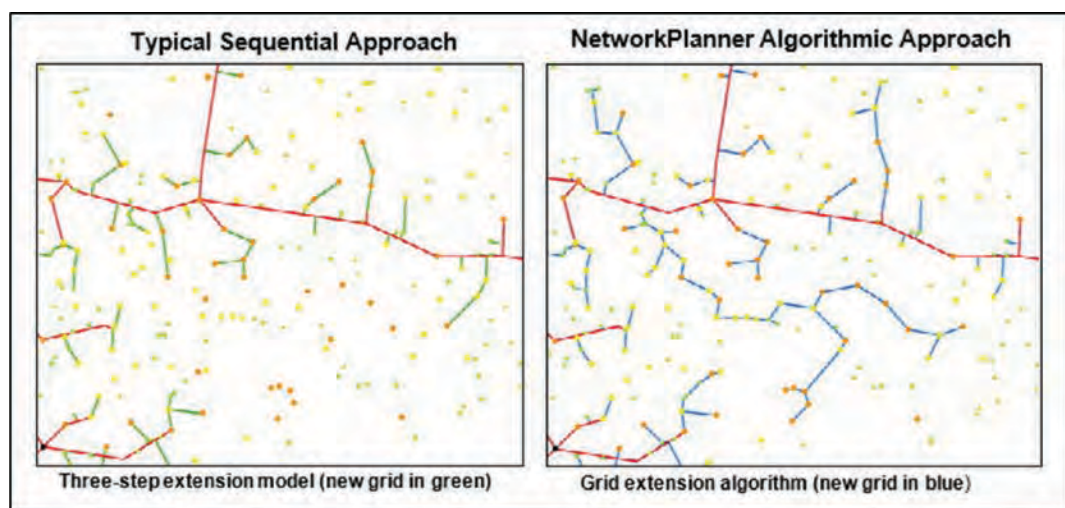 Typical Sequential Approach
NetworkPlanner Algorithmic Approach
Three-step extension model (new grid in green)
Grid extension algorithm (new grid in blue)